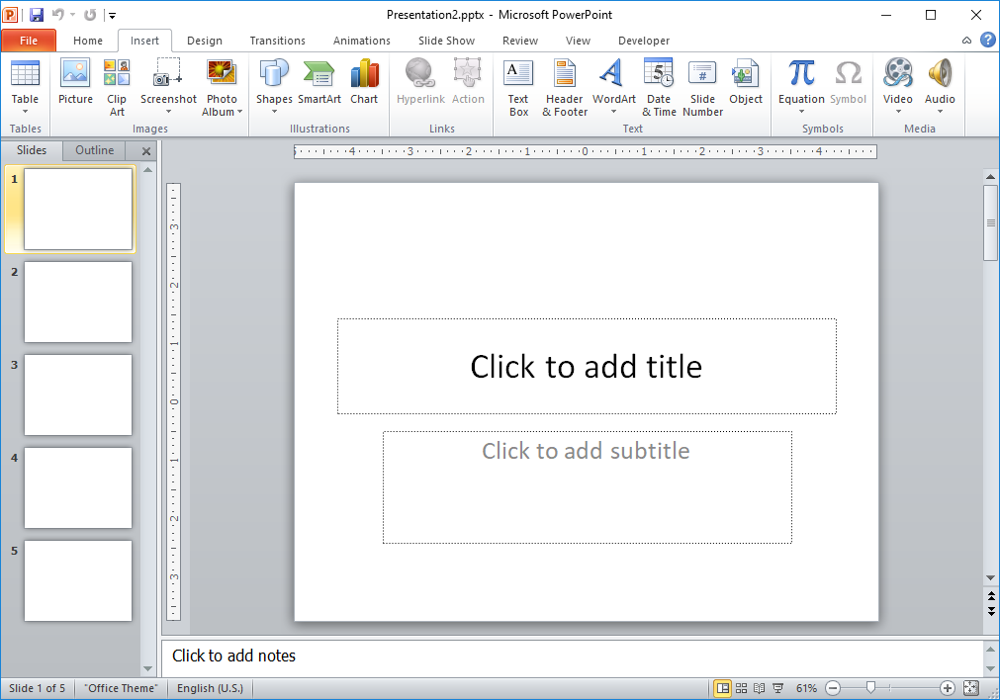 Presentation2.pptx - Microsoft PowerPoint
File Home Insert Design Transitions Animations Slide Show Review View Developer
Table
Picture
Clip
Art
Screenshot
Photo
Album
Shapes
SmartArt
Chart
Hyperlink
Action
Text
Box
Header
& Footer
WordArt
Date
& Time
Slide
Number
Object
Equation
Symbol
Video
Audio
Tables Images Illustrations Links Text Symbols Media
Slides Outline
4 3 2 1 0 1 2 3 4
3
2
1
0
1
2
3
1
2
3
4
5
Click to add title
Click to add subtitle
Click to add notes
Slide 1 of 5 "Office Theme" English (U.S.) 61%